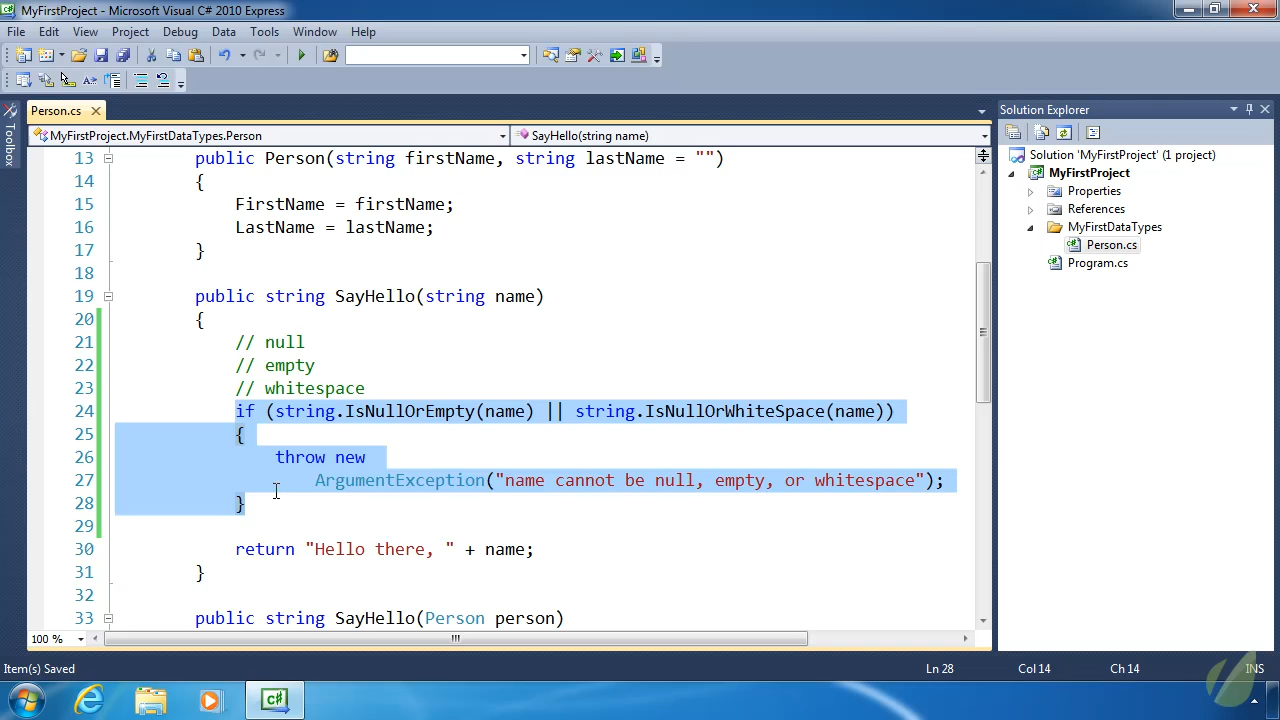 MyFirstProject - Microsoft Visual C# 2010 Express
File Edit View Project Debug Data Tools Window Help
Toolbox
Person.cs
MyFirstProject.MyFirstDataTypes.Person
SayHello(string name)
13 public Person(string firstName, string lastName = "")
14 {
15 FirstName = firstName;
16 LastName = lastName;
17 }
18
19 public string SayHello(string name)
20 {
21 // null
22 // empty
23 // whitespace
24 if (string.IsNullOrEmpty(name) || string.IsNullOrWhiteSpace(name))
25 {
26 throw new
27 ArgumentException("name cannot be null, empty, or whitespace");
28 }
29
30 return "Hello there, " + name;
31 }
32
33 public string SayHello(Person person)
100 %
Solution Explorer
Solution 'MyFirstProject' (1 project)
MyFirstProject
Properties
References
MyFirstDataTypes
Person.cs
Program.cs
Item(s) Saved
Ln 28 Col 14 Ch 14 INS
C#